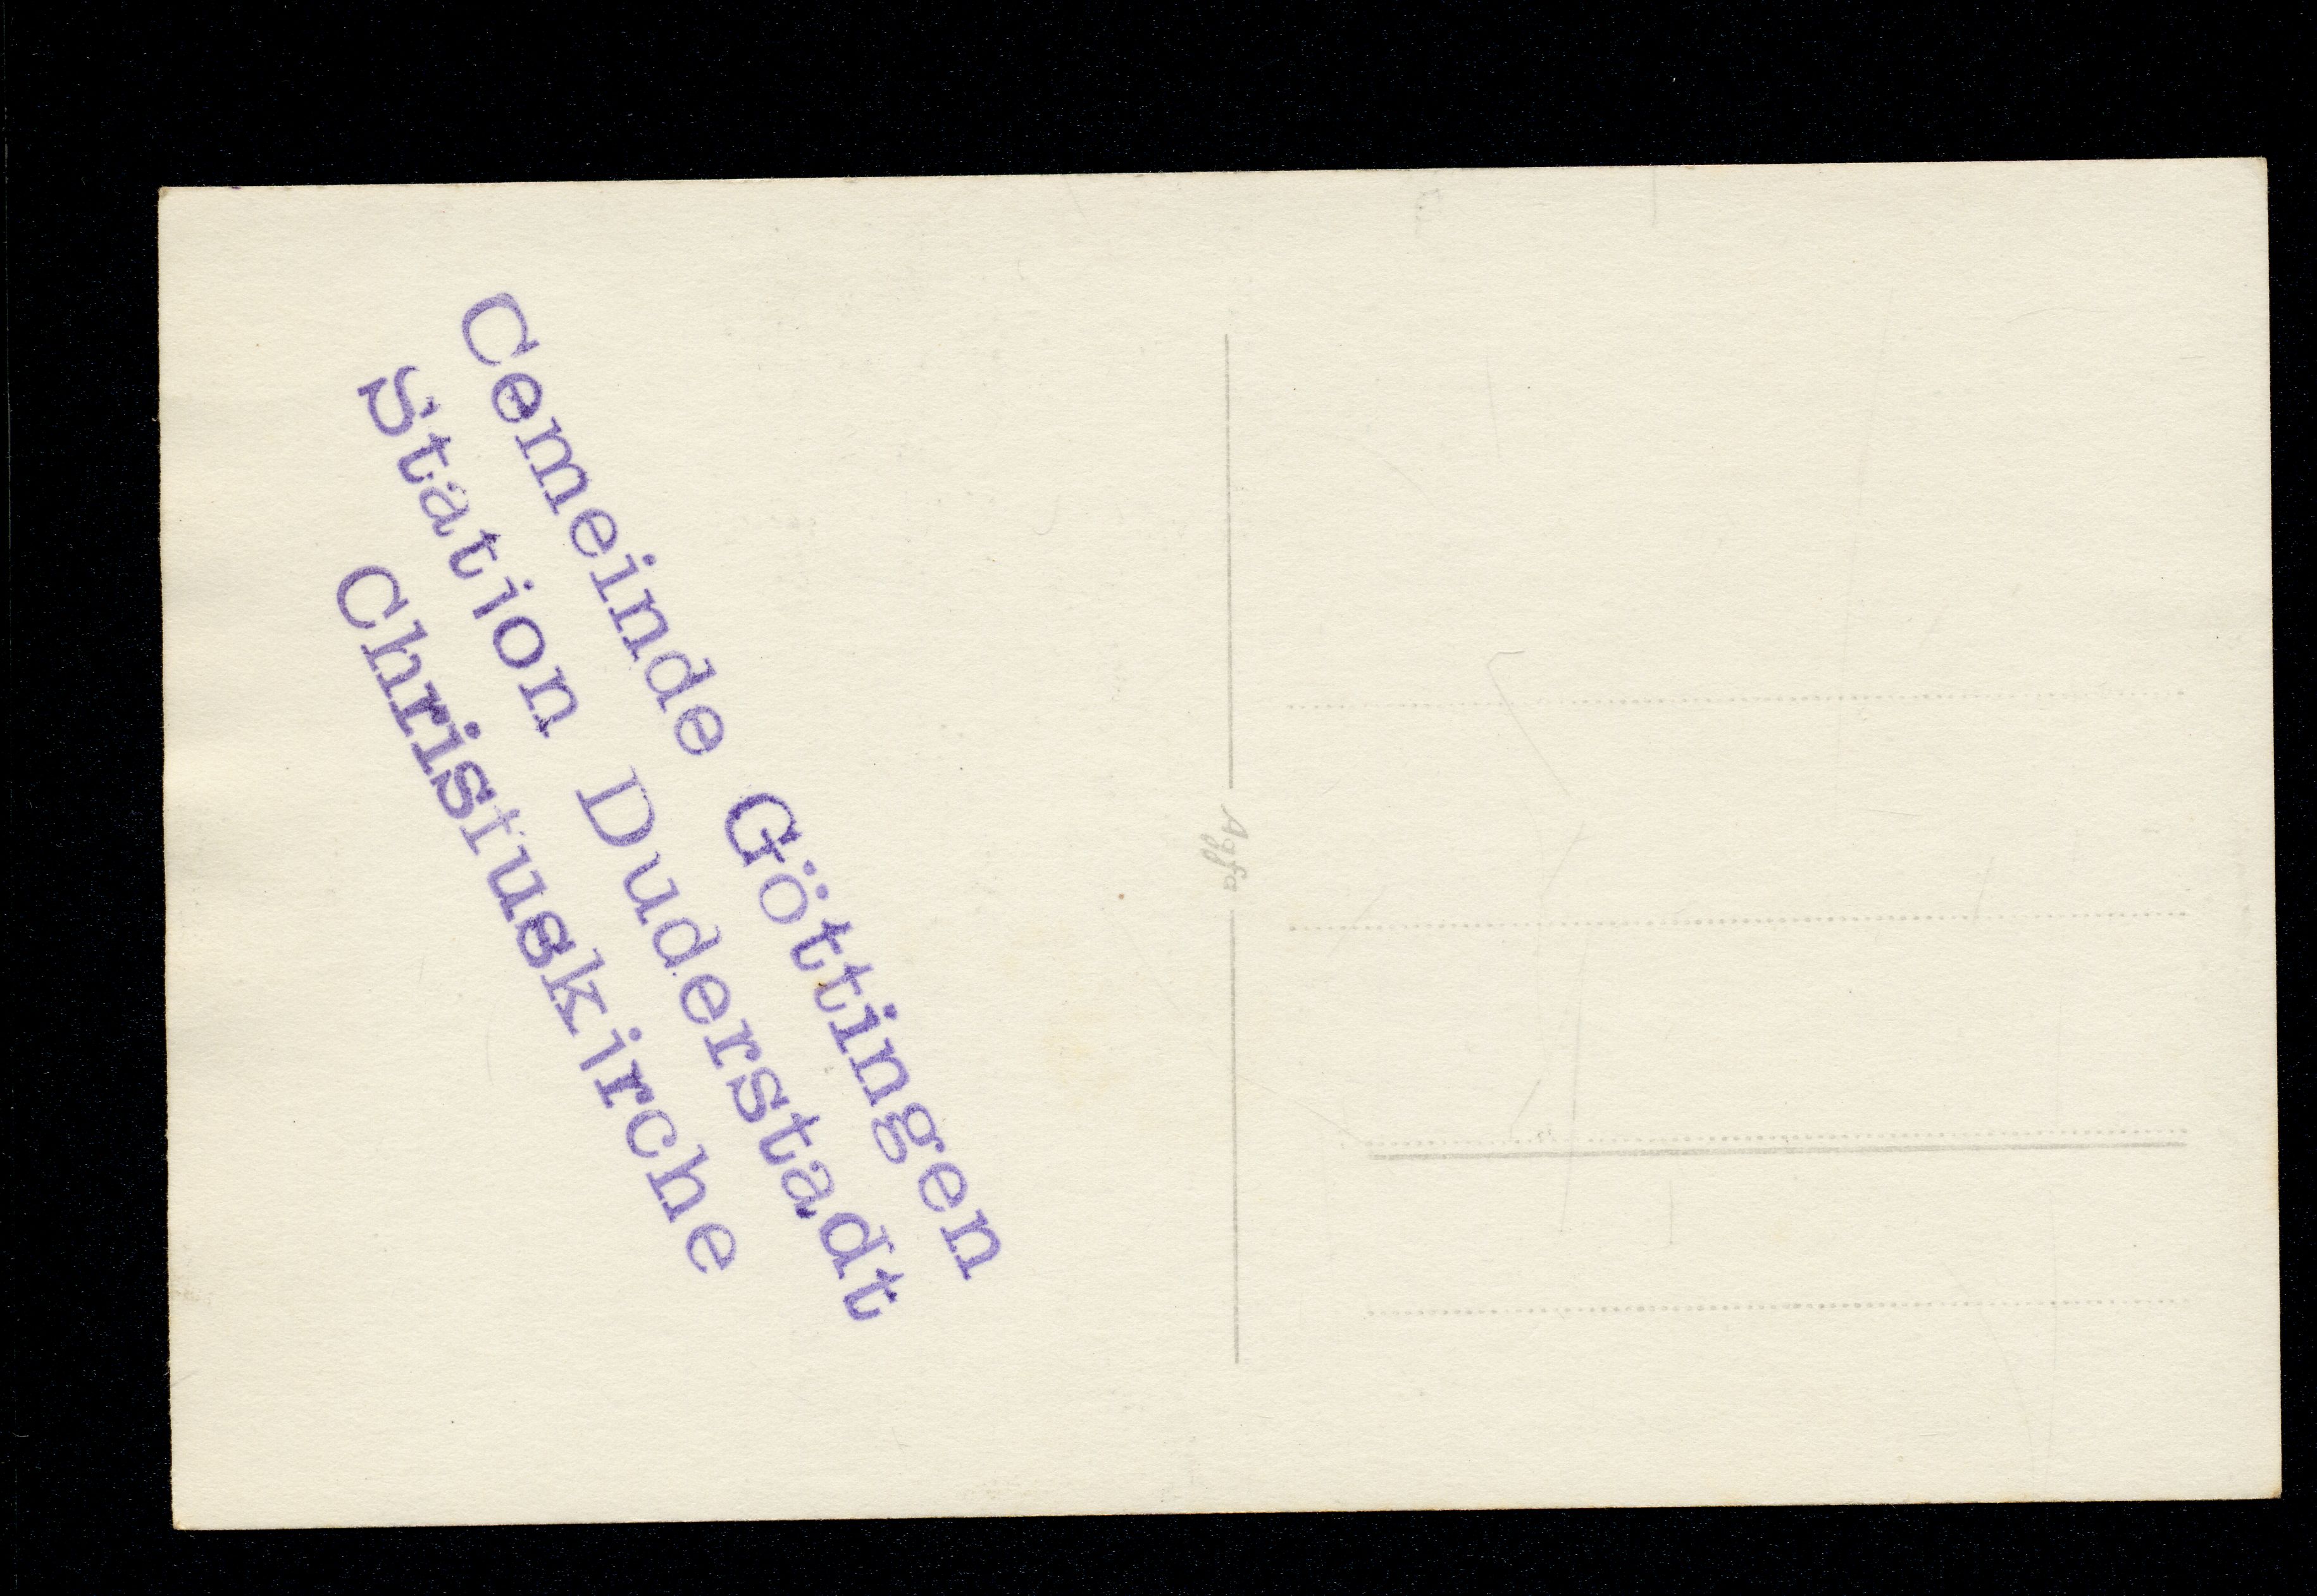 Cemeinde Göttingen
Station Duderstadt
Christuskirche
Agfa